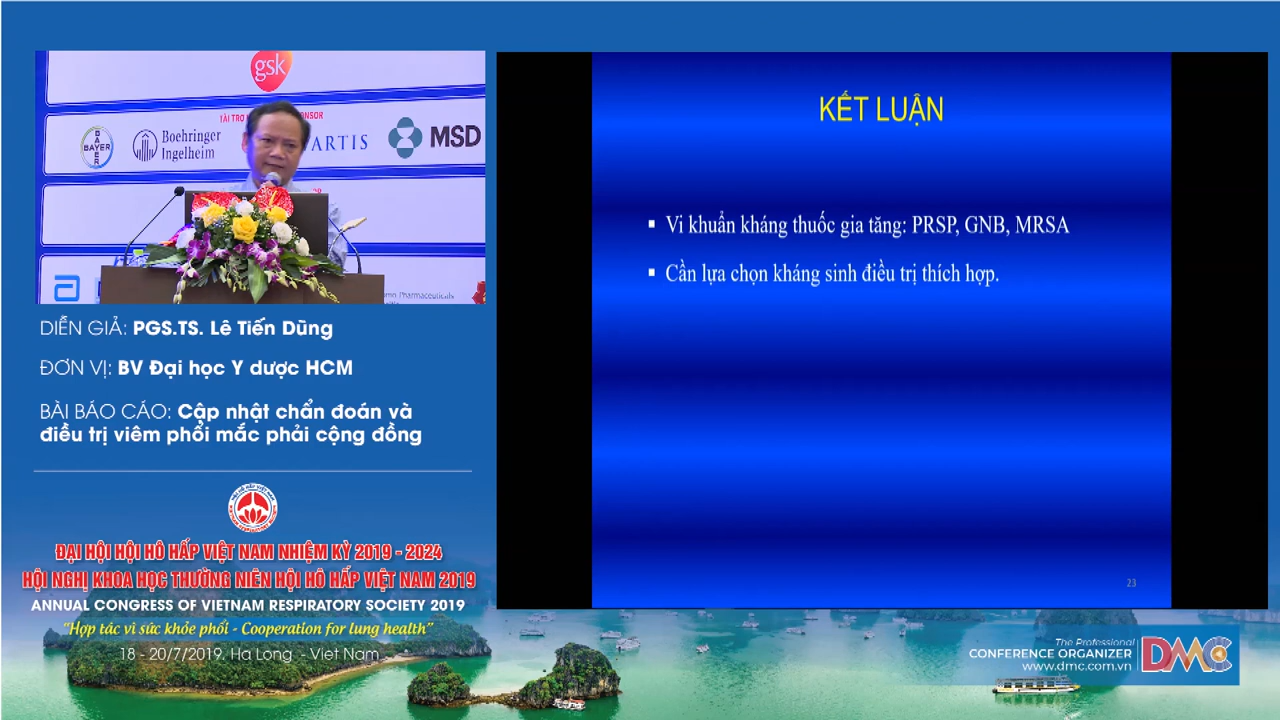 gsk
TÀI TRỢ
BAYER
Boehringer
Ingelheim
ARTIS
MSD
Pharmaceuticals
DIỄN GIẢ: PGS.TS. Lê Tiến Dũng
ĐƠN VỊ: BV Đại học Y dược HCM
BÀI BÁO CÁO: Cập nhật chẩn đoán và
điều trị viêm phổi mắc phải cộng đồng
ĐẠI HỘI HỘI HÔ HẤP VIỆT NAM NHIỆM KỲ 2019 - 2024
HỘI NGHỊ KHOA HỌC THƯỜNG NIÊN HỘI HÔ HẤP VIỆT NAM 2019
ANNUAL CONGRESS OF VIETNAM RESPIRATORY SOCIETY 2019
"Hợp tác vì sức khỏe phổi - Cooperation for lung health"
18 - 20/7/2019. Ha Long - Viet Nam
KẾT LUẬN
▪ Vi khuẩn kháng thuốc gia tăng: PRSP, GNB, MRSA
▪ Cần lựa chọn kháng sinh điều trị thích hợp.
23
The Professional
CONFERENCE ORGANIZER
www.dmc.com.vn
DMC